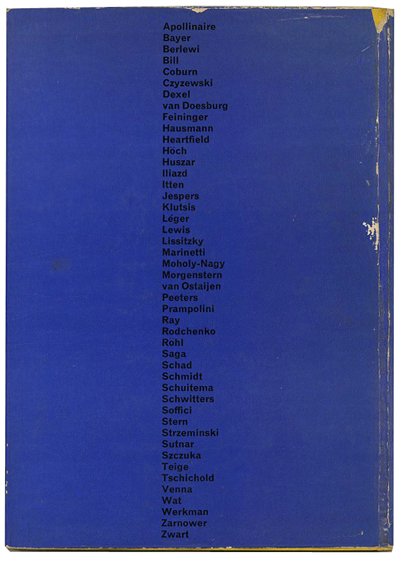 Apollinaire
Bayer
Berlewi
Bill
Coburn
Czyzewski
Dexel
van Doesburg
Feininger
Hausmann
Heartfield
Höch
Huszar
Iliazd
Itten
Jespers
Klutsis
Léger
Lewis
Lissitzky
Marinetti
Moholy-Nagy
Morgenstern
van Ostaijen
Peeters
Prampolini
Ray
Rodchenko
Rohl
Saga
Schad
Schmidt
Schuitema
Schwitters
Soffici
Stern
Strzeminski
Sutnar
Szczuka
Teige
Tschichold
Venna
Wat
Werkman
Zarnower
Zwart